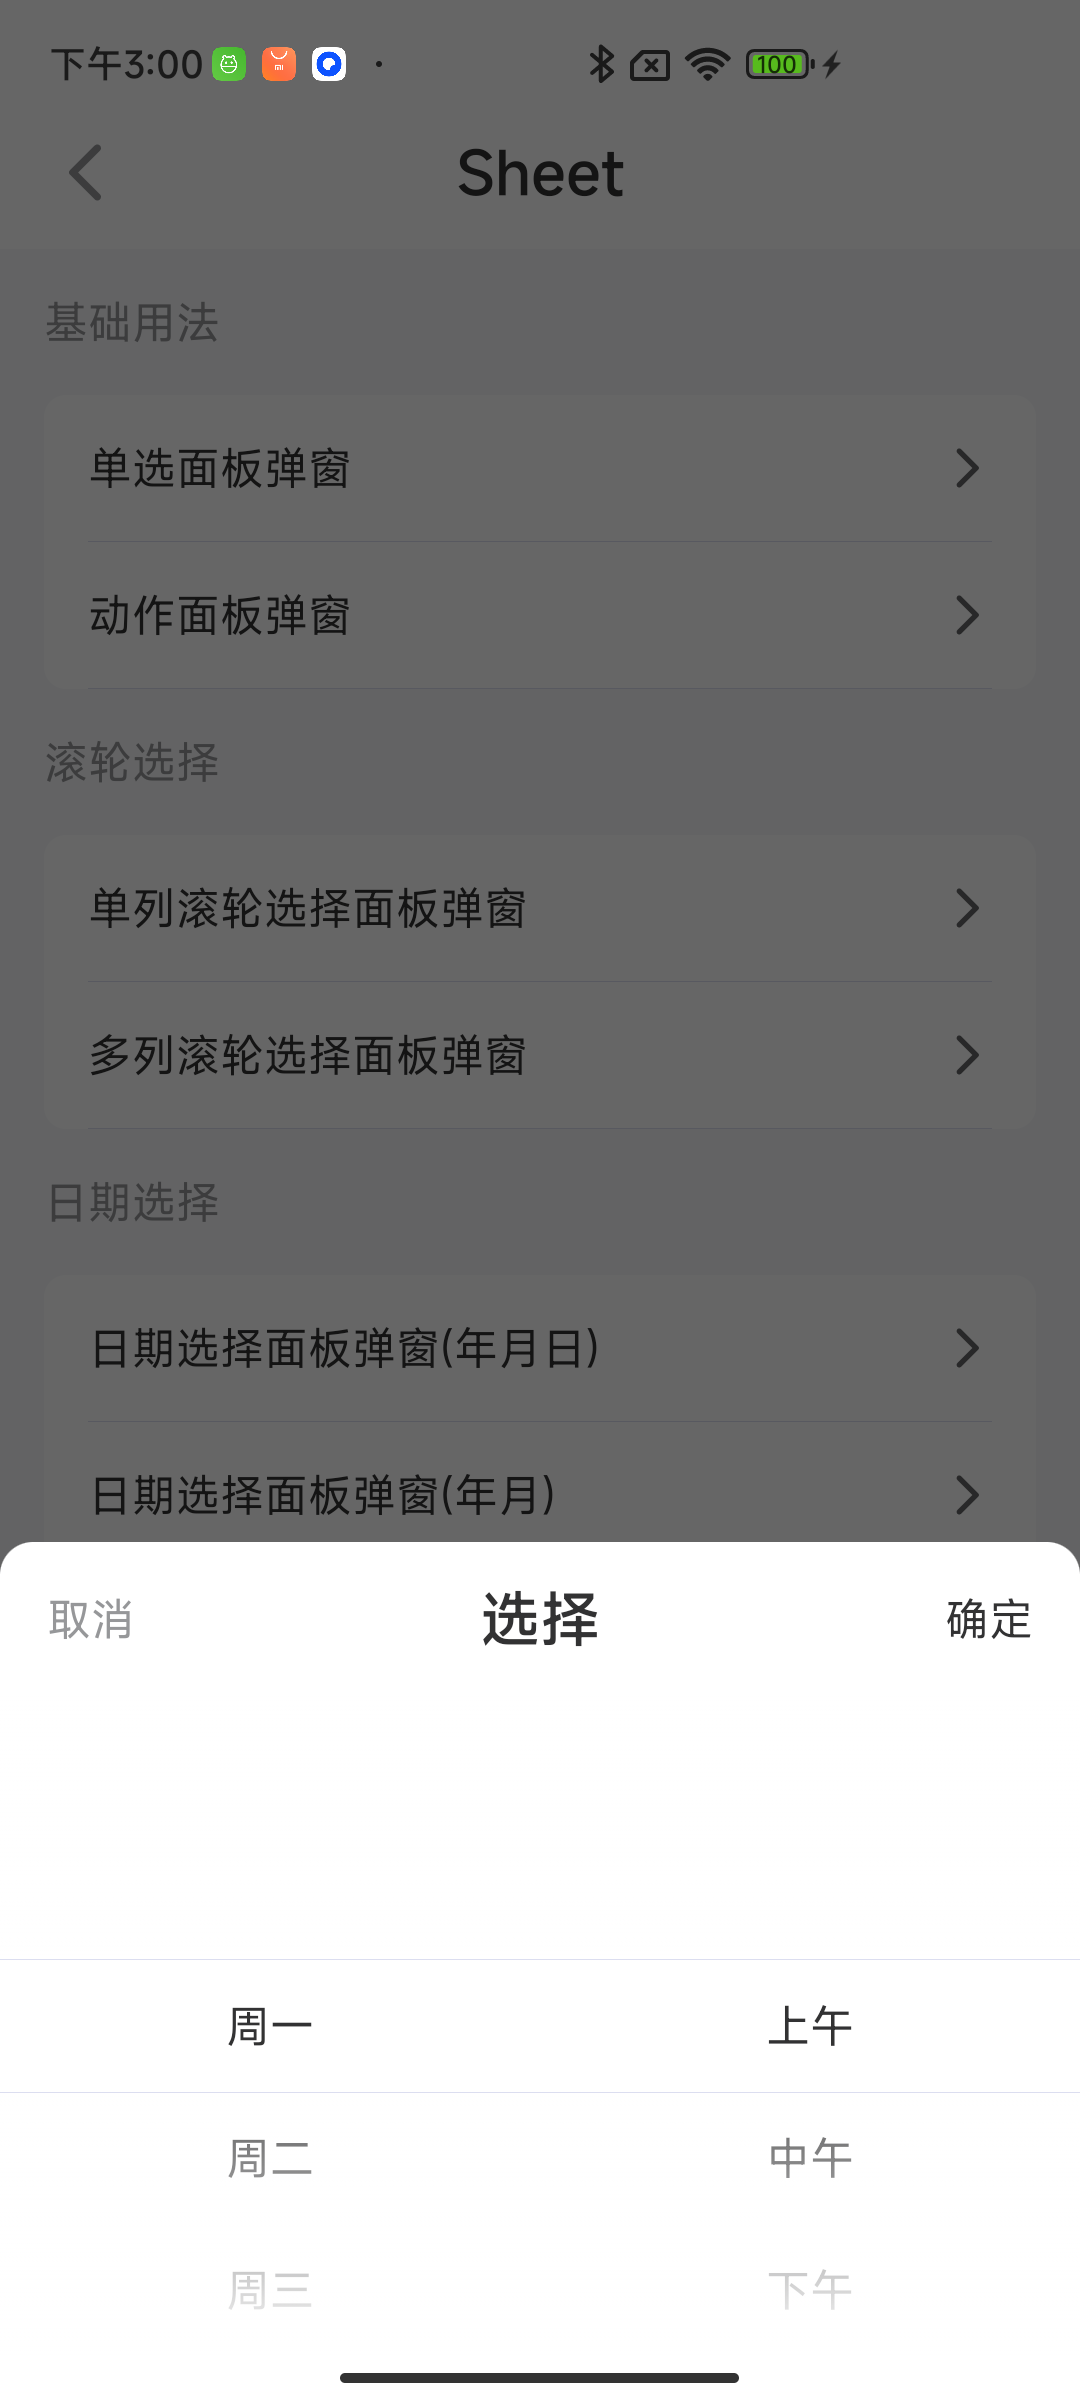 下午3:00
100
Sheet
基础用法
单选面板弹窗
动作面板弹窗
滚轮选择
单列滚轮选择面板弹窗
多列滚轮选择面板弹窗
日期选择
日期选择面板弹窗(年月日)
日期选择面板弹窗(年月)
取消 选择 确定
周一 上午
周二 中午
周三 下午